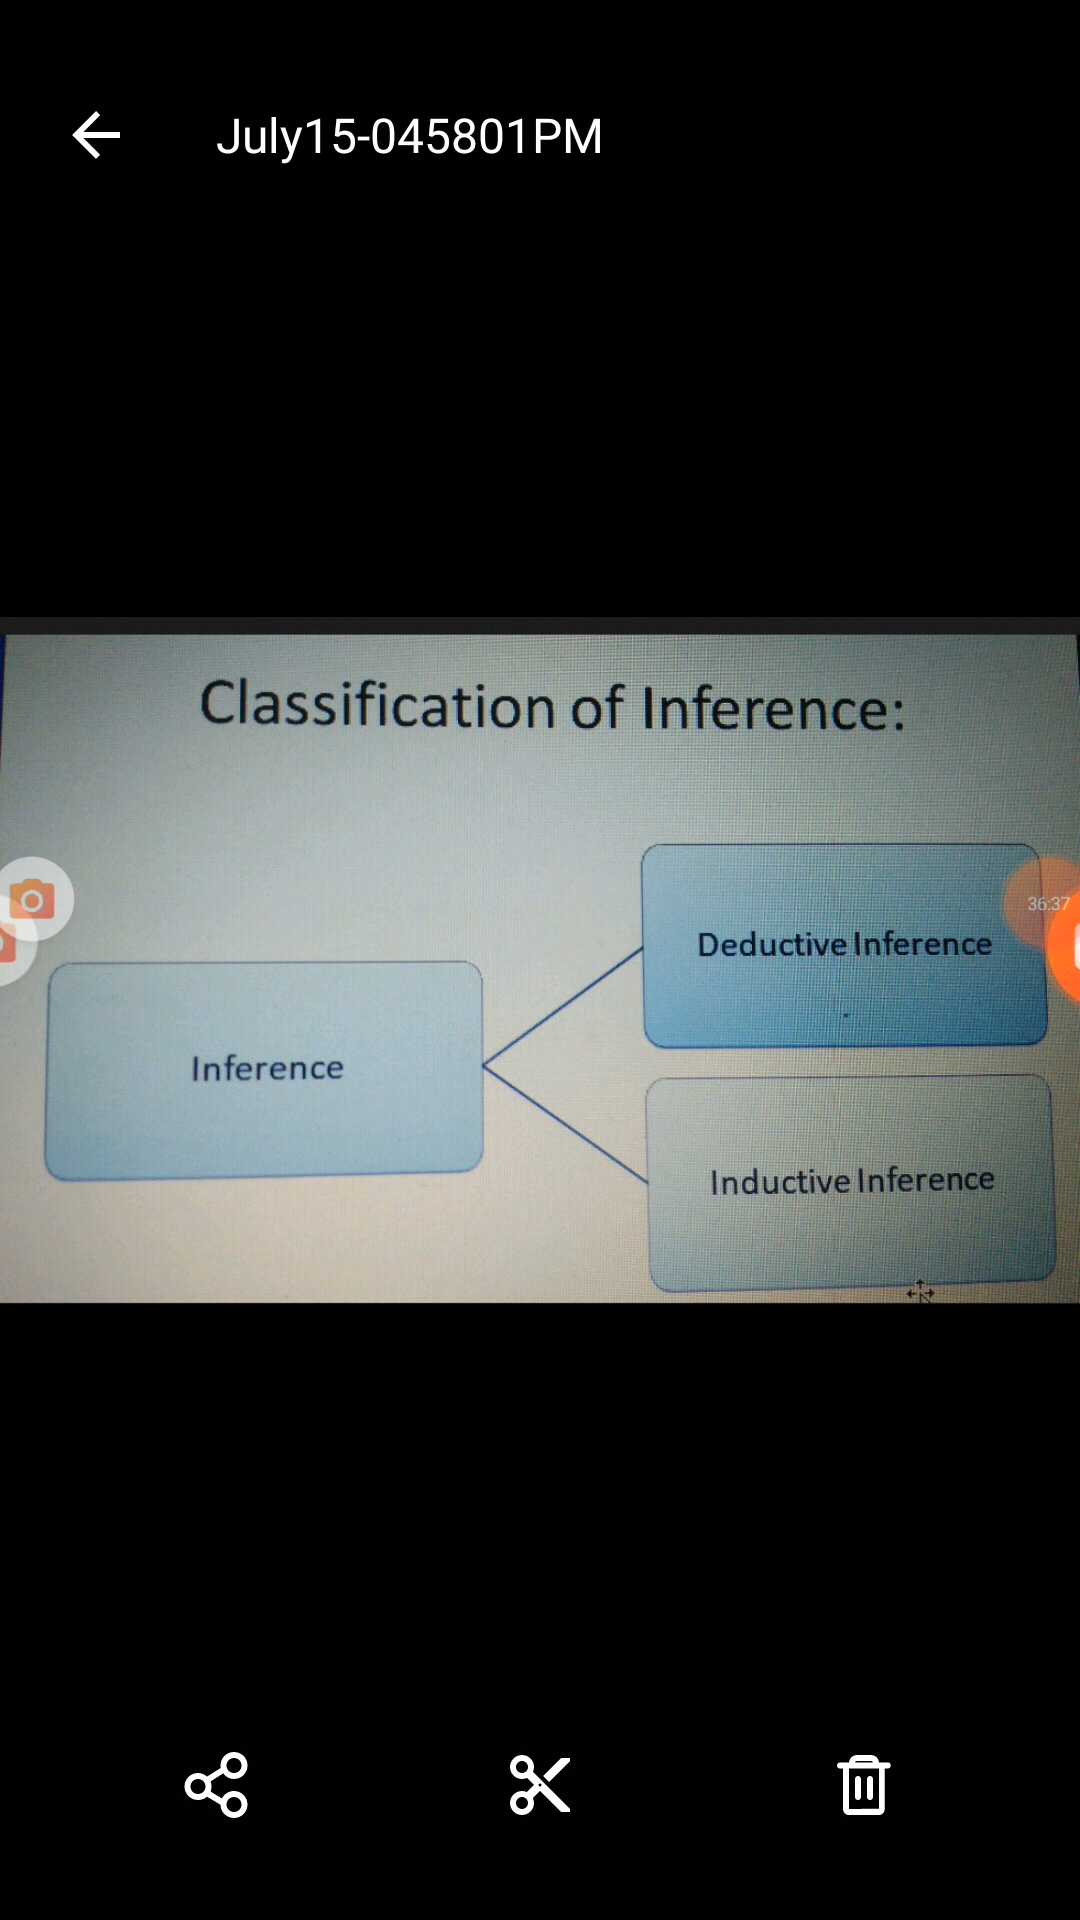 July15-045801PM
Classification of Inference:
36:37
Deductive Inference
Inference
Inductive Inference